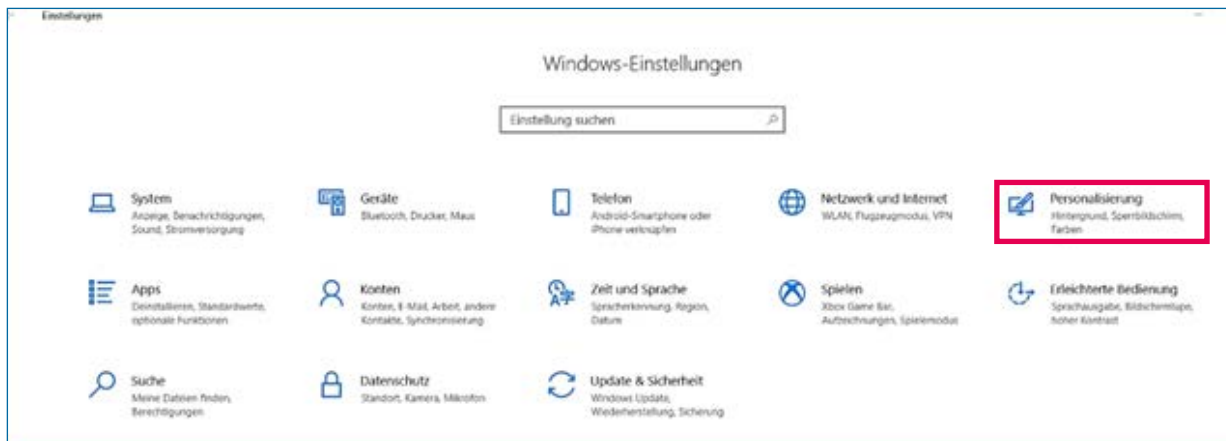 Einstellungen
Windows-Einstellungen
Einstellung suchen
System
Anzeige, Benachrichtigungen,
Sound, Stromversorgung
Geräte
Bluetooth, Drucker, Maus
Telefon
Android-Smartphone oder
iPhone verknüpfen
Netzwerk und Internet
WLAN, Flugzeugmodus, VPN
Personalisierung
Hintergrund, Sperrbildschirm,
Farben
Apps
Deinstallieren, Standardwerte,
optionale Funktionen
Konten
Konten, E-Mail, Arbeit, andere
Kontakte, Synchronisierung
Zeit und Sprache
Spracherkennung, Region,
Datum
Spielen
Xbox Game Bar,
Aufzeichnungen, Spielemodus
Erleichterte Bedienung
Sprachausgabe, Bildschirmlupe,
hoher Kontrast
Suche
Meine Dateien finden,
Berechtigungen
Datenschutz
Standort, Kamera, Mikrofon
Update & Sicherheit
Windows Update,
Wiederherstellung, Sicherung